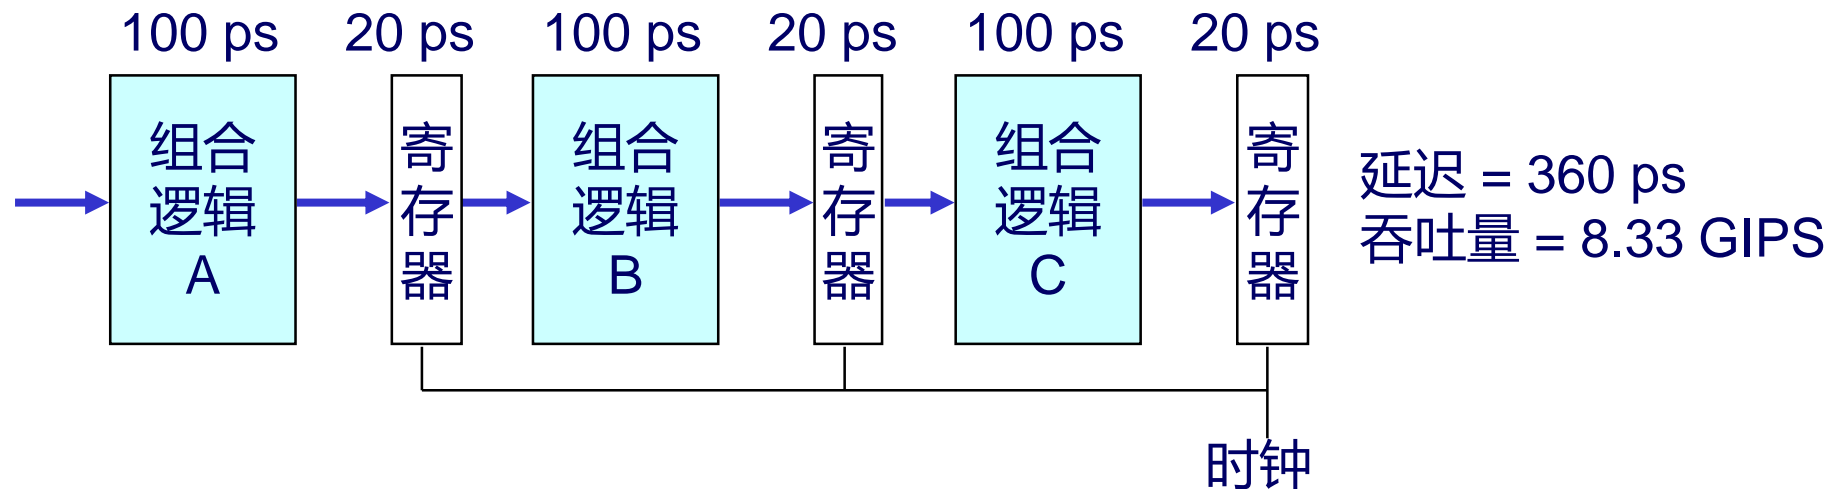 100 ps 20 ps 100 ps 20 ps 100 ps 20 ps
组合
逻辑
A
寄
存
器
组合
逻辑
B
寄
存
器
组合
逻辑
C
寄
存
器
延迟 = 360 ps
吞吐量 = 8.33 GIPS
时钟